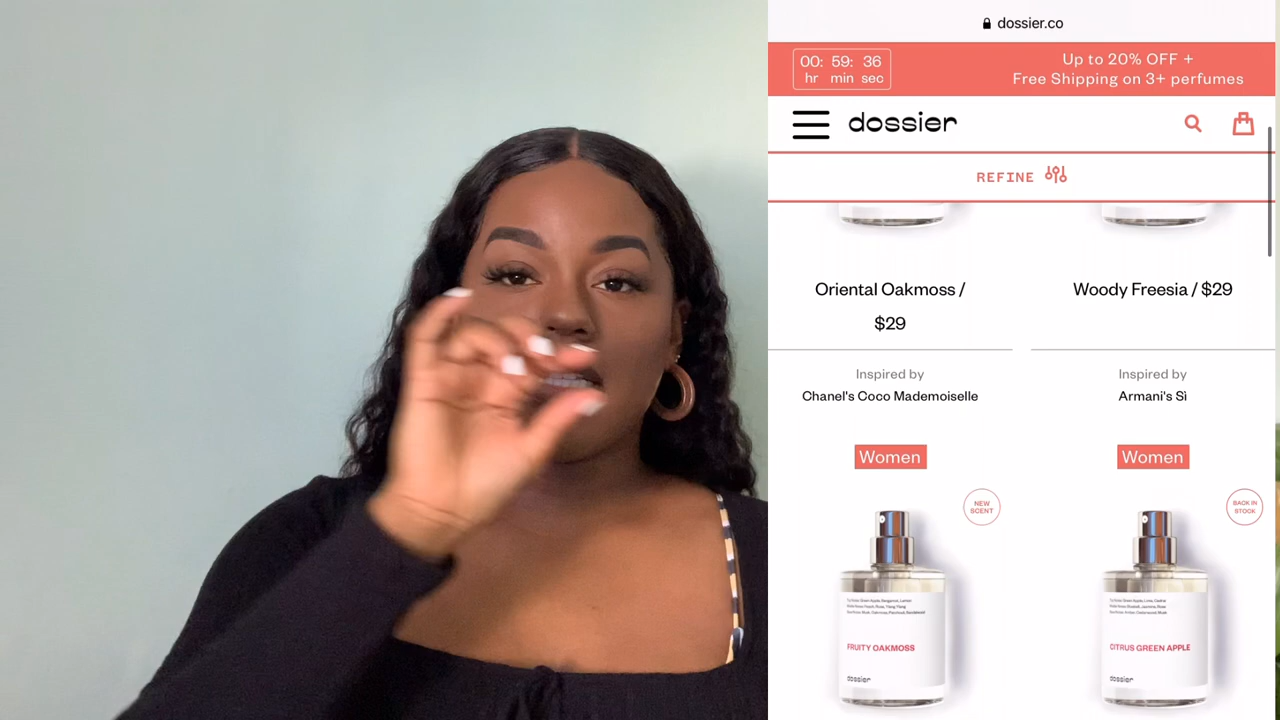 dossier.co
00: 59: 36
hr min sec
Up to 20% OFF +
Free Shipping on 3+ perfumes
dossier
REFINE
Oriental Oakmoss /
$29
Woody Freesia / $29
Inspired by
Chanel's Coco Mademoiselle
Inspired by
Armani's Sì
Women
Women
NEW
SCENT
BACK IN
STOCK
FRUITY OAKMOSS
dossier
CITRUS GREEN APPLE
dossier